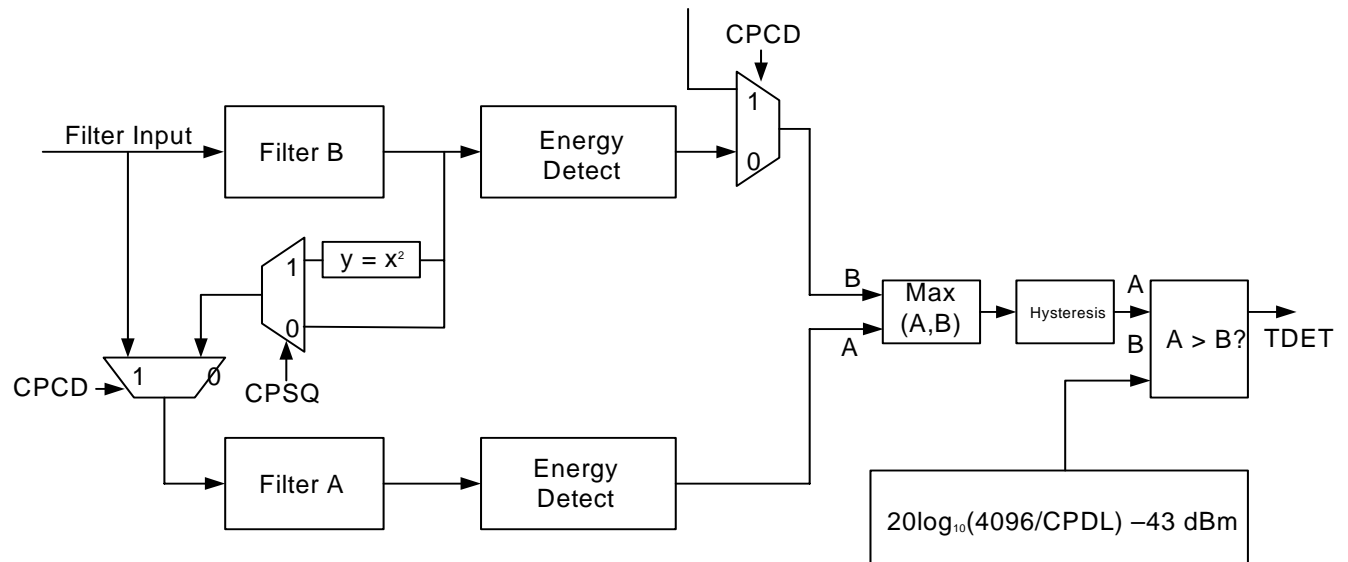 CPCD
1
0
Filter Input
Filter B
Energy
Detect
y = x²
1
0
CPSQ
1
0
CPCD
B
A
Max
(A,B)
Hysteresis
A
B
A > B?
TDET
Filter A
Energy
Detect
20log₁₀(4096/CPDL) –43 dBm